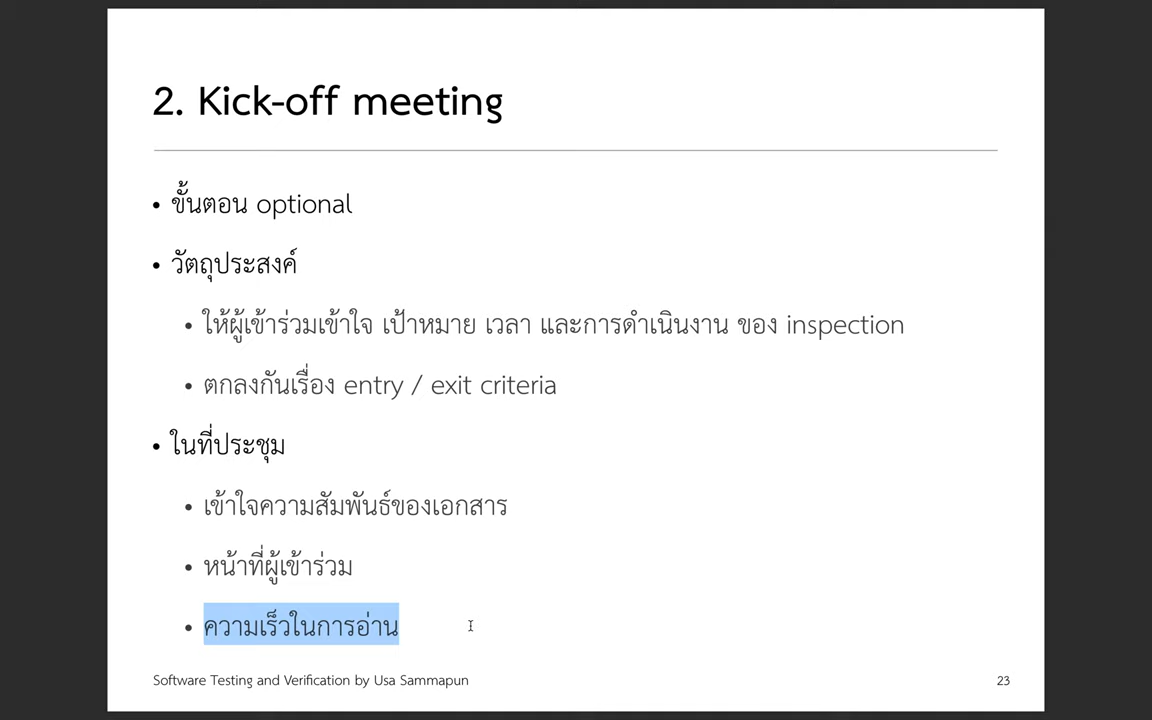 2. Kick-off meeting
• ขั้นตอน optional
• วัตถุประสงค์
• ให้ผู้เข้าร่วมเข้าใจ เป้าหมาย เวลา และการดำเนินงาน ของ inspection
• ตกลงกันเรื่อง entry / exit criteria
• ในที่ประชุม
• เข้าใจความสัมพันธ์ของเอกสาร
• หน้าที่ผู้เข้าร่วม
• ความเร็วในการอ่าน
Software Testing and Verification by Usa Sammapun
23